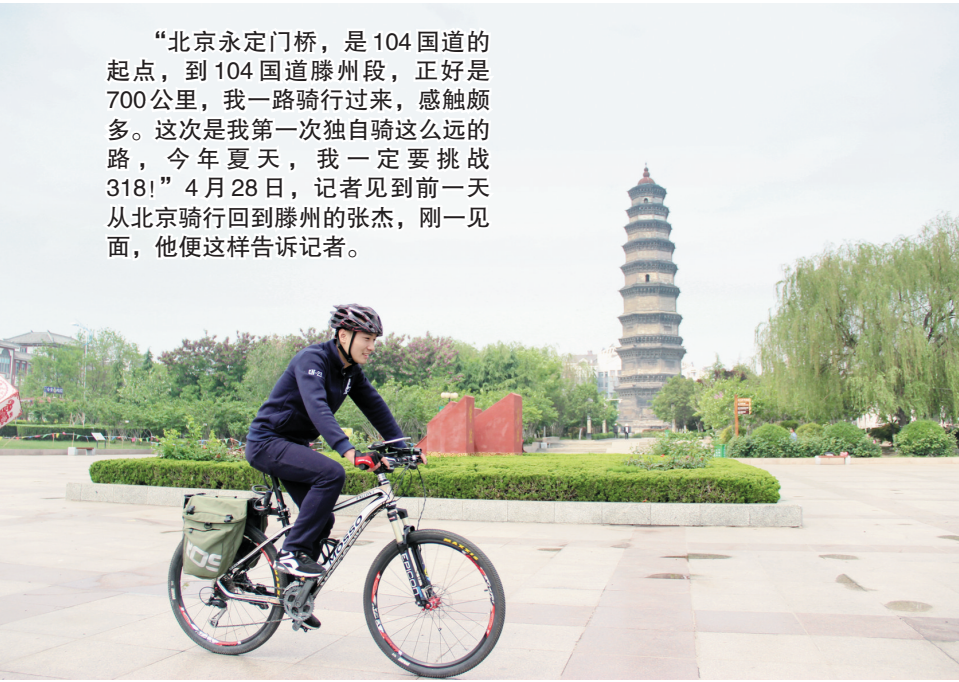 “北京永定门桥，是104国道的
起点，到104国道滕州段，正好是
700公里，我一路骑行过来，感触颇
多。这次是我第一次独自骑这么远的
路，今年夏天，我一定要挑战
318！”4月28日，记者见到前一天
从北京骑行回到滕州的张杰，刚一见
面，他便这样告诉记者。
MOSSO